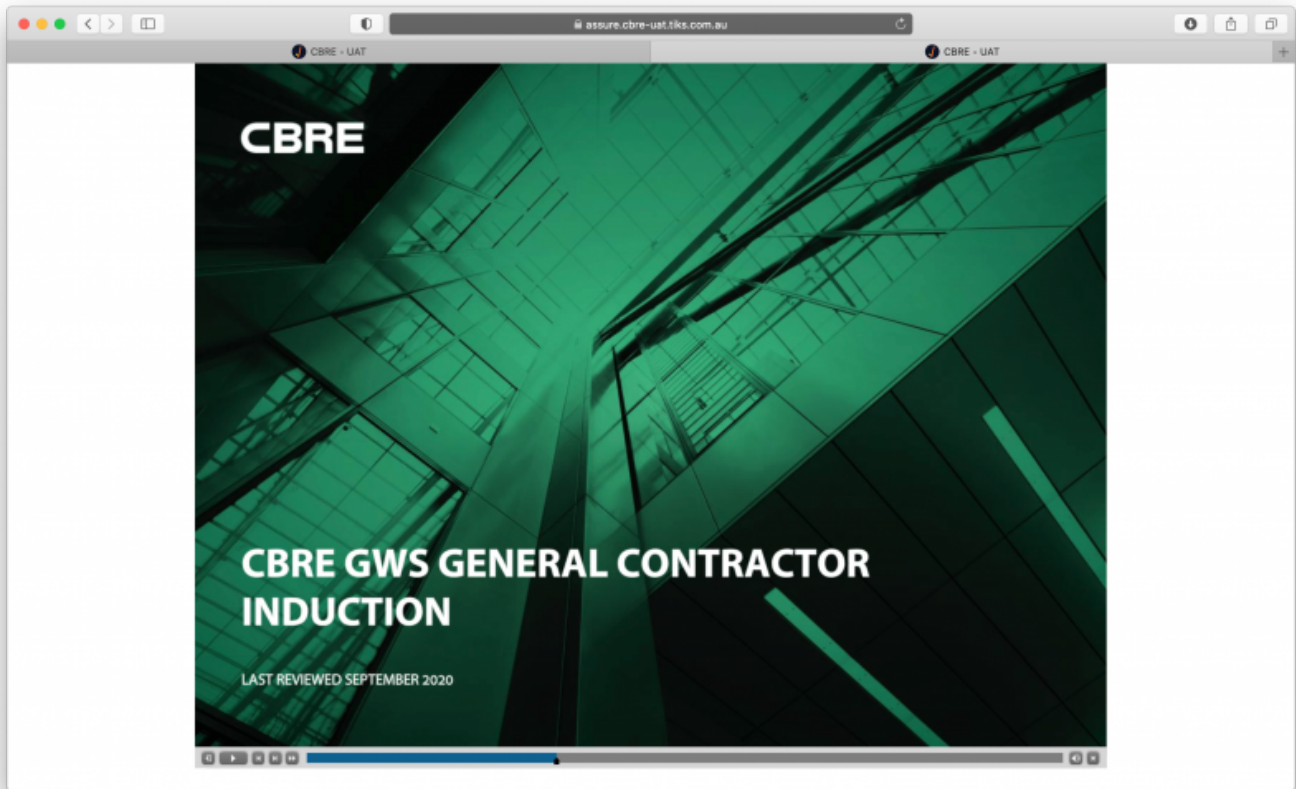 assure.cbre-uat.tiks.com.au
CBRE - UAT
CBRE - UAT
CBRE
CBRE GWS GENERAL CONTRACTOR
INDUCTION
LAST REVIEWED SEPTEMBER 2020